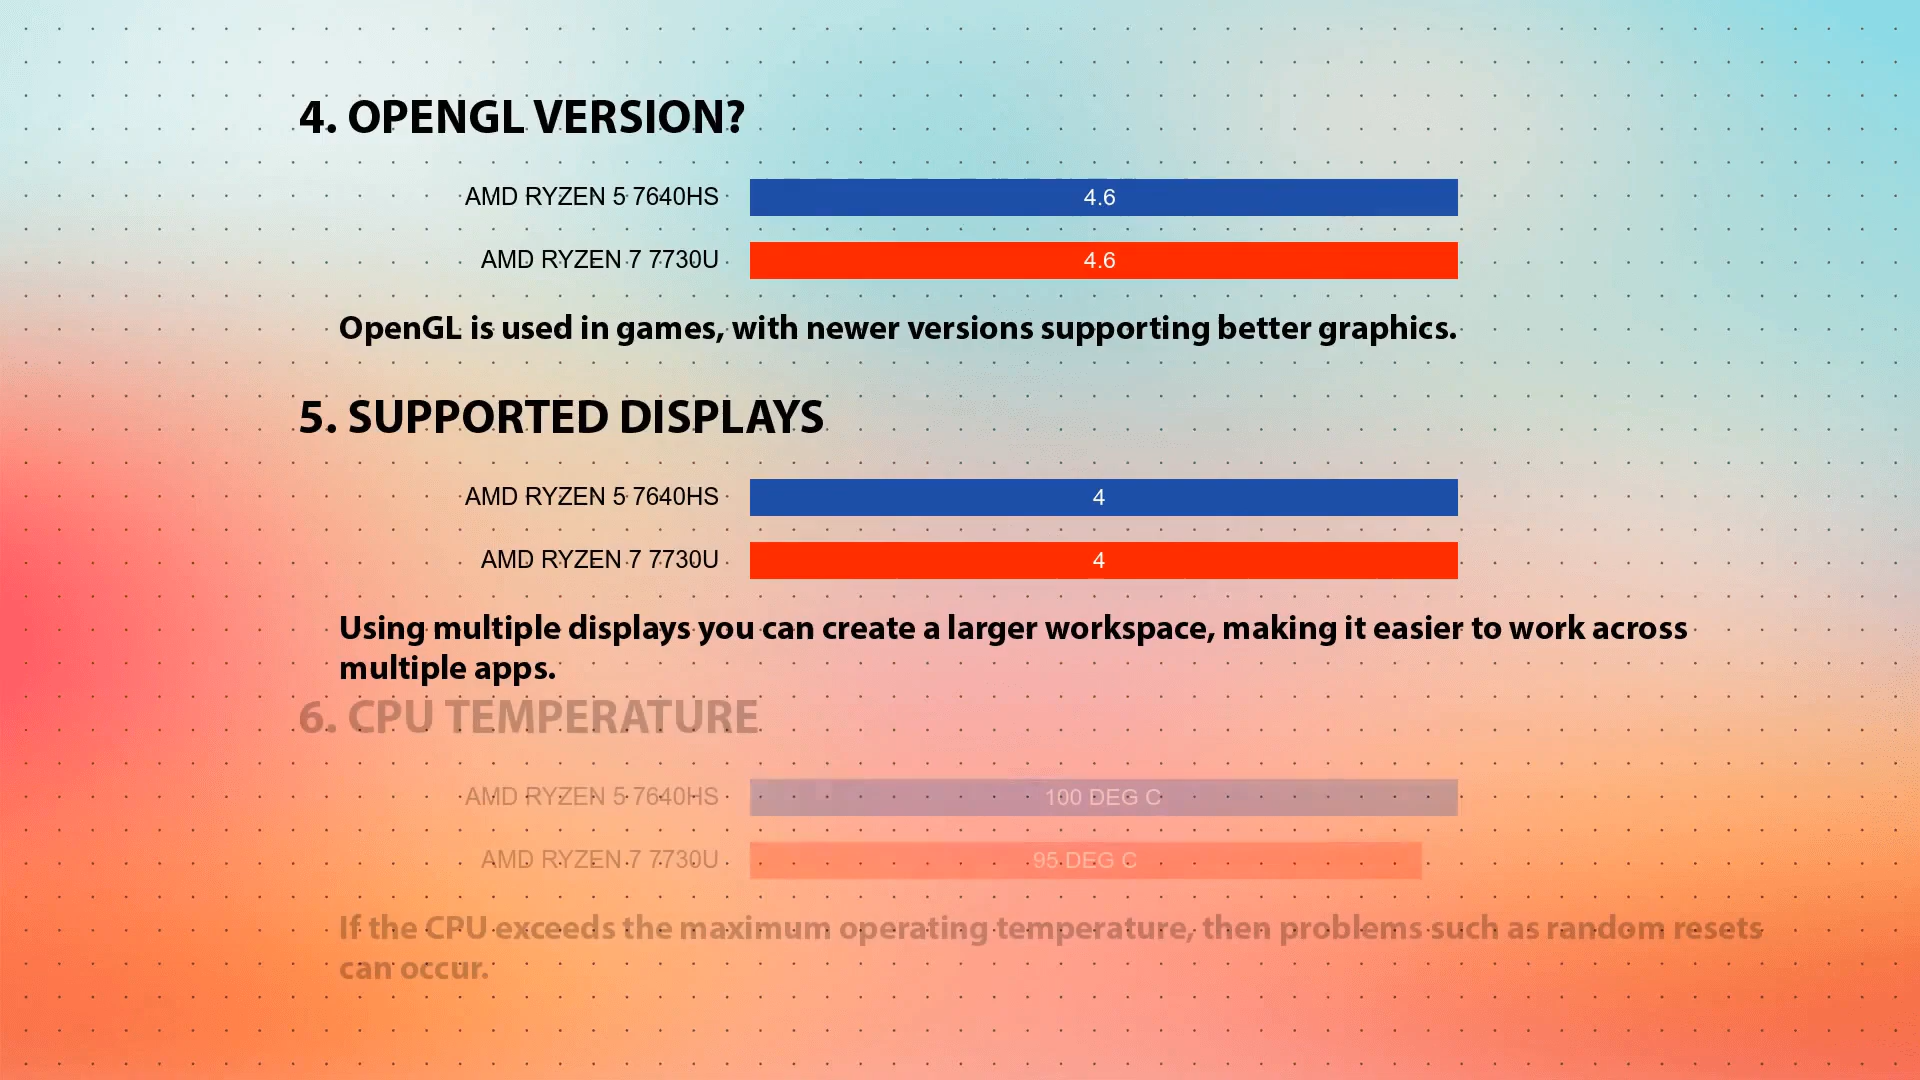 4. OPENGL VERSION?
AMD RYZEN 5 7640HS
4.6
AMD RYZEN 7 7730U
4.6
OpenGL is used in games, with newer versions supporting better graphics.
5. SUPPORTED DISPLAYS
AMD RYZEN 5 7640HS
4
AMD RYZEN 7 7730U
4
Using multiple displays you can create a larger workspace, making it easier to work across
multiple apps.
6. CPU TEMPERATURE
AMD RYZEN 5 7640HS
100 DEG C
AMD RYZEN 7 7730U
95 DEG C
If the CPU exceeds the maximum operating temperature, then problems such as random resets
can occur.